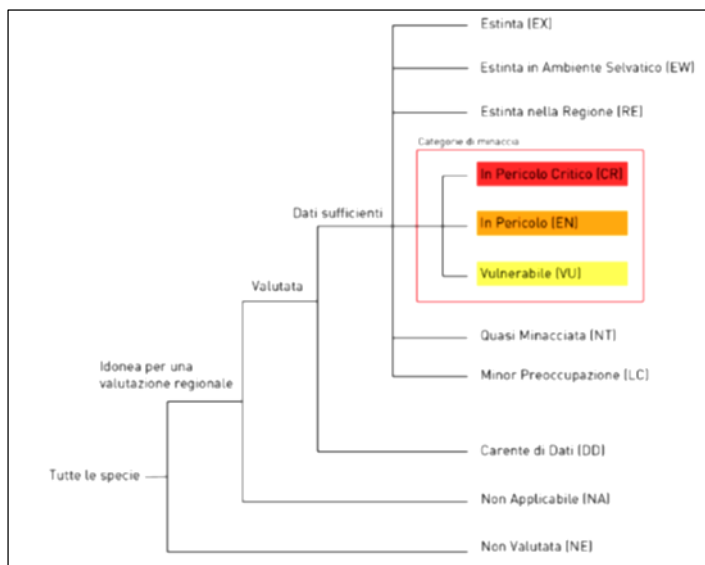 Estinta (EX)
Estinta in Ambiente Selvatico (EW)
Estinta nella Regione (RE)
Categorie di minaccia
In Pericolo Critico (CR)
Dati sufficienti
In Pericolo (EN)
Vulnerabile (VU)
Valutata
Quasi Minacciata (NT)
Idonea per una
valutazione regionale
Minor Preoccupazione (LC)
Carente di Dati (DD)
Tutte le specie
Non Applicabile (NA)
Non Valutata (NE)